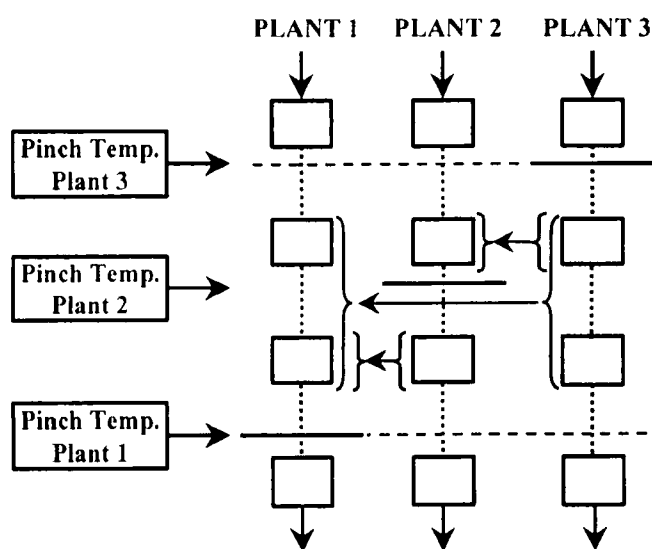 PLANT 1 PLANT 2 PLANT 3
Pinch Temp.
Plant 3
Pinch Temp.
Plant 2
Pinch Temp.
Plant 1